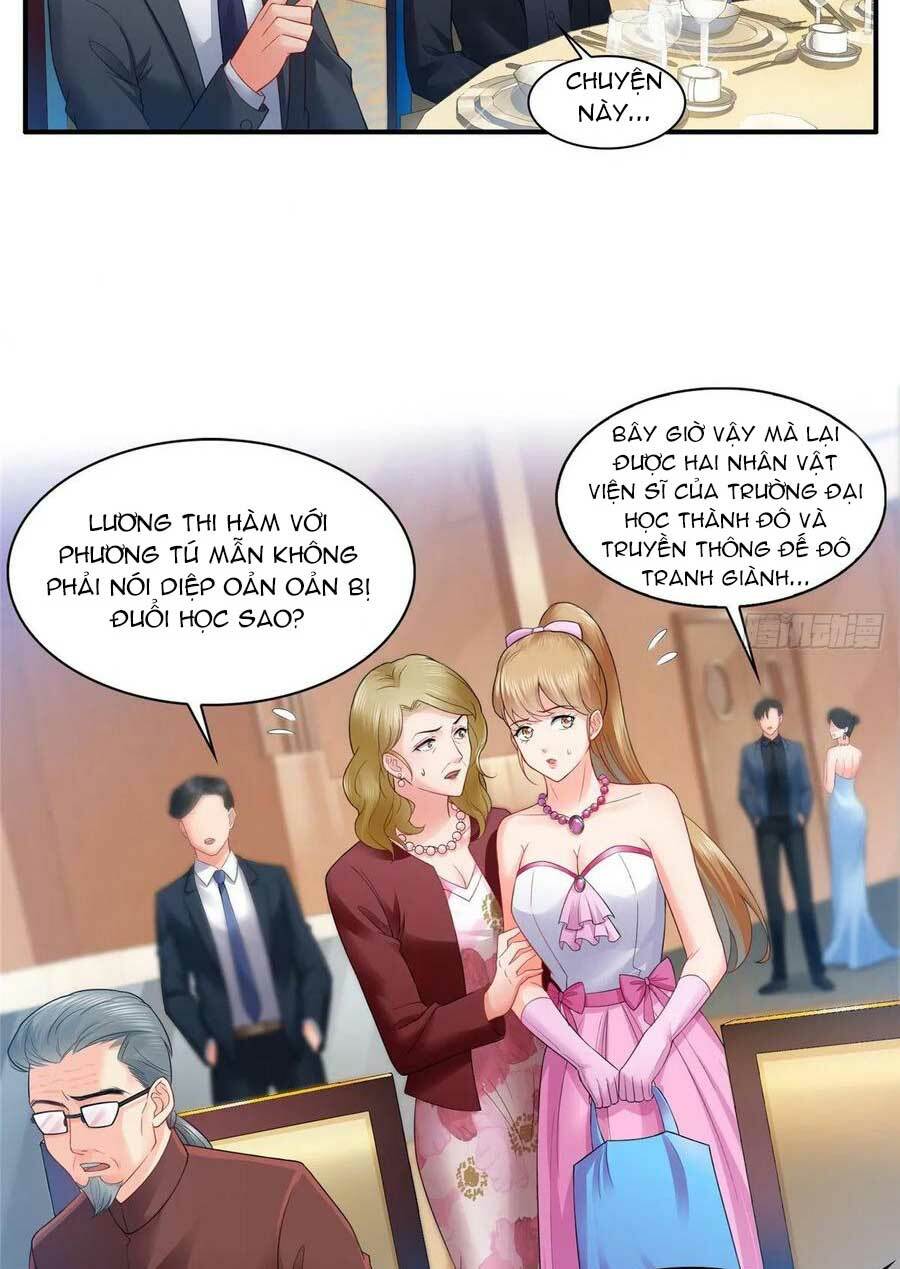 CHUYỆN
NÀY...
BÂY GIỜ VẬY MÀ LẠI
ĐƯỢC HAI NHÂN VẬT
VIỆN SĨ CỦA TRƯỜNG ĐẠI
HỌC THÀNH ĐÔ VÀ
TRUYỀN THÔNG ĐẾ ĐÔ
TRANH GIÀNH...
LƯƠNG THI HÀM VỚI
PHƯƠNG TÚ MẪN KHÔNG
PHẢI NÓI DIỆP OẢN OẢN BỊ
ĐUỔI HỌC SAO?